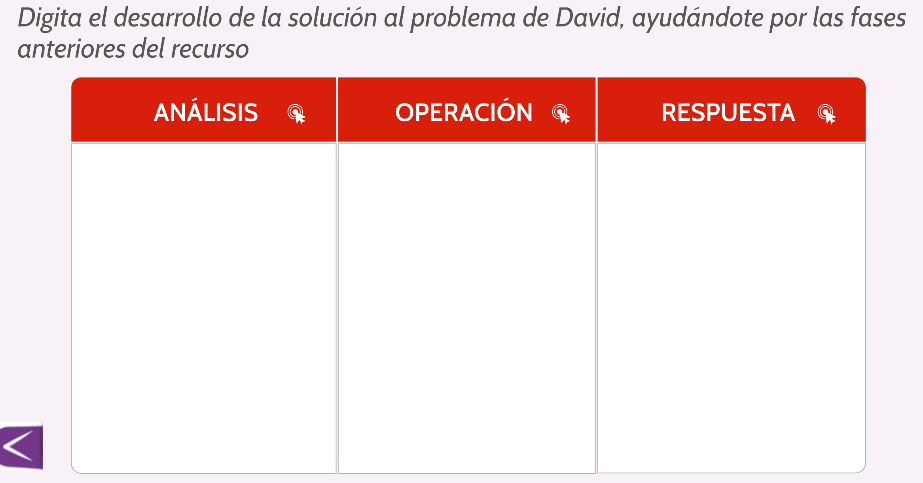 Digita el desarrollo de la solución al problema de David, ayudándote por las fases
anteriores del recurso
ANÁLISIS OPERACIÓN RESPUESTA